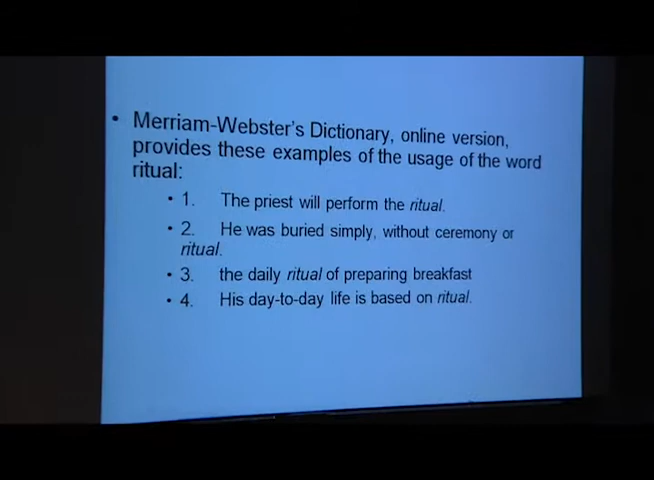 • Merriam-Webster's Dictionary, online version,
provides these examples of the usage of the word
ritual:
• 1. The priest will perform the ritual.
• 2. He was buried simply, without ceremony or
ritual.
• 3. the daily ritual of preparing breakfast
• 4. His day-to-day life is based on ritual.